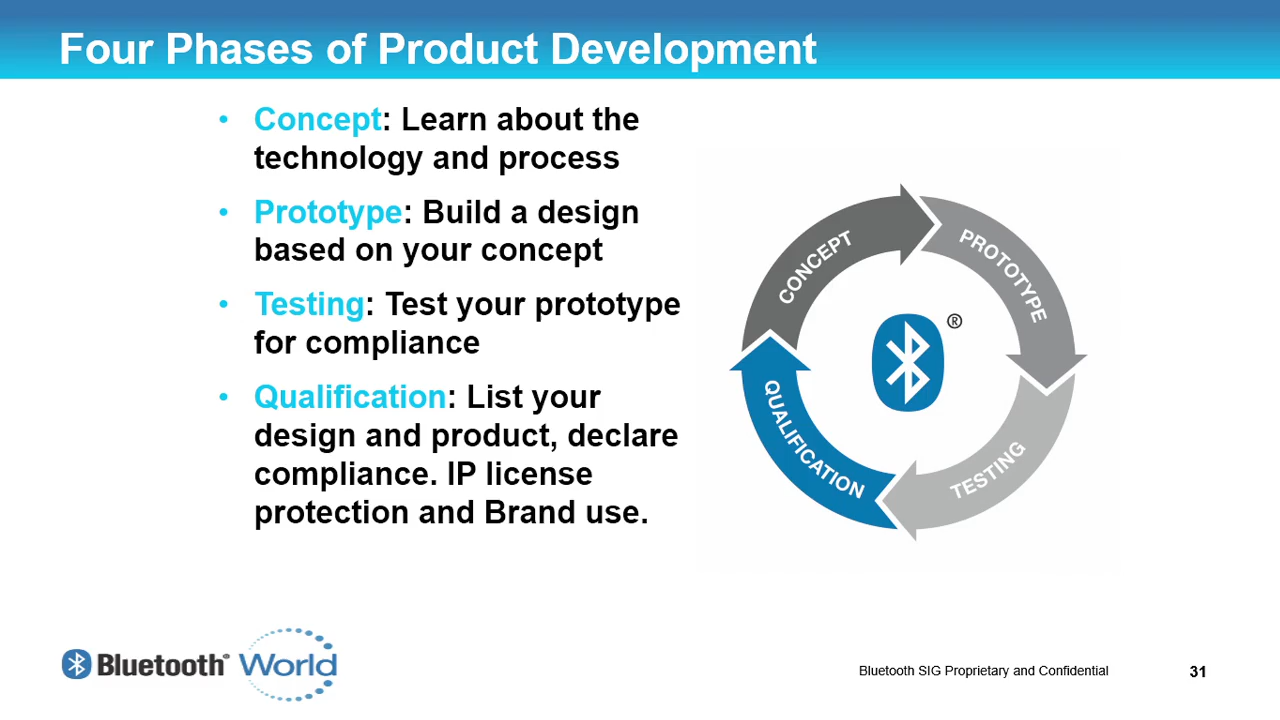 Four Phases of Product Development
• Concept: Learn about the
technology and process
• Prototype: Build a design
based on your concept
• Testing: Test your prototype
for compliance
• Qualification: List your
design and product, declare
compliance. IP license
protection and Brand use.
CONCEPT
PROTOTYPE
®
QUALIFICATION
TESTING
Bluetooth® World
Bluetooth SIG Proprietary and Confidential
31